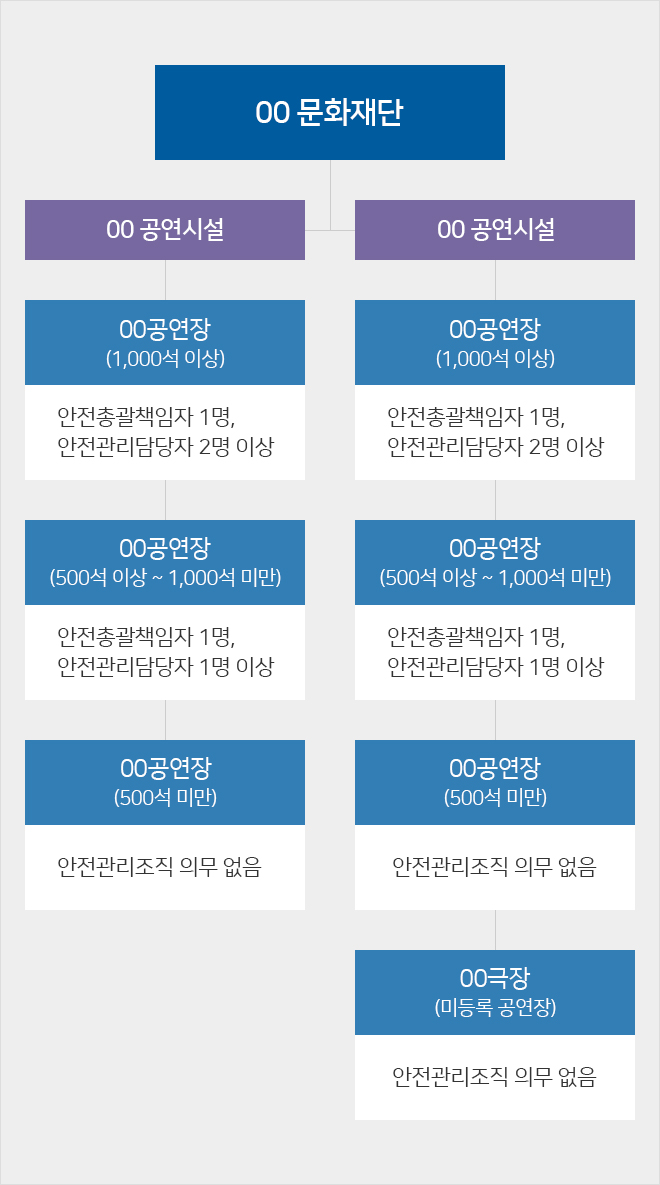 00 문화재단
00 공연시설
00공연장
(1,000석 이상)
안전총괄책임자 1명,
안전관리담당자 2명 이상
00공연장
(500석 이상 ~ 1,000석 미만)
안전총괄책임자 1명,
안전관리담당자 1명 이상
00공연장
(500석 미만)
안전관리조직 의무 없음
00 공연시설
00공연장
(1,000석 이상)
안전총괄책임자 1명,
안전관리담당자 2명 이상
00공연장
(500석 이상 ~ 1,000석 미만)
안전총괄책임자 1명,
안전관리담당자 1명 이상
00공연장
(500석 미만)
안전관리조직 의무 없음
00극장
(미등록 공연장)
안전관리조직 의무 없음